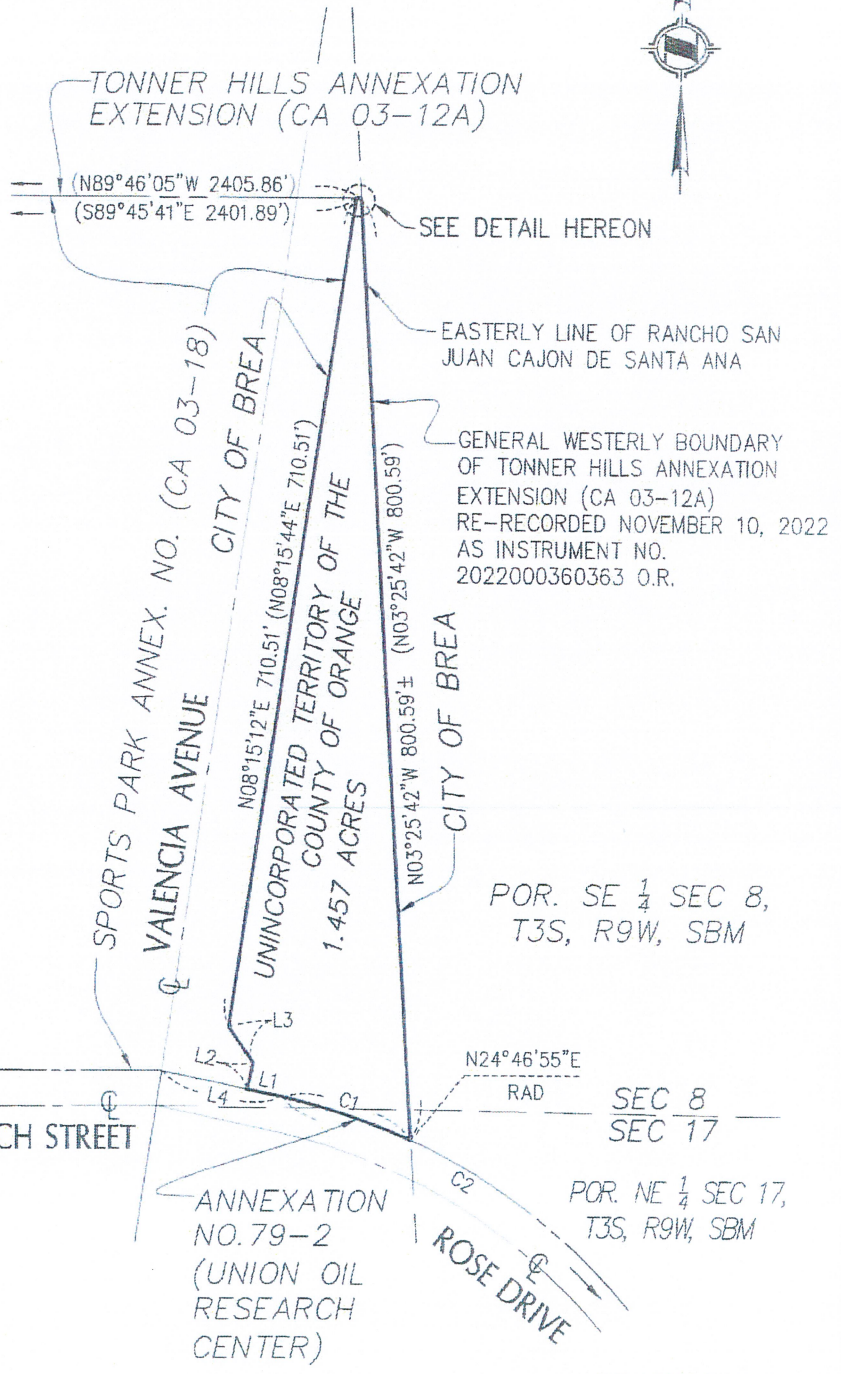 TONNER HILLS ANNEXATION
EXTENSION (CA 03-12A)
(N89°46'05"W 2405.86')
(S89°45'41"E 2401.89')
SEE DETAIL HEREON
EASTERLY LINE OF RANCHO SAN
JUAN CAJON DE SANTA ANA
GENERAL WESTERLY BOUNDARY
OF TONNER HILLS ANNEXATION
EXTENSION (CA 03-12A)
RE-RECORDED NOVEMBER 10, 2022
AS INSTRUMENT NO.
2022000360363 O.R.
SPORTS PARK ANNEX. NO. (CA 03-18)
CITY OF BREA
VALENCIA AVENUE
℄
N08°15'12"E 710.51' (N08°15'44"E 710.51')
UNINCORPORATED TERRITORY OF THE
COUNTY OF ORANGE
1.457 ACRES
N03°25'42"W 800.59'± (N03°25'42"W 800.59')
CITY OF BREA
POR. SE 1/4 SEC 8,
T3S, R9W, SBM
L3
L2
L1
L4
C1
N24°46'55"E
RAD
SEC 8
SEC 17
℄
CH STREET
C2
POR. NE 1/4 SEC 17,
T3S, R9W, SBM
ANNEXATION
NO.79-2
(UNION OIL
RESEARCH
CENTER)
℄
ROSE DRIVE